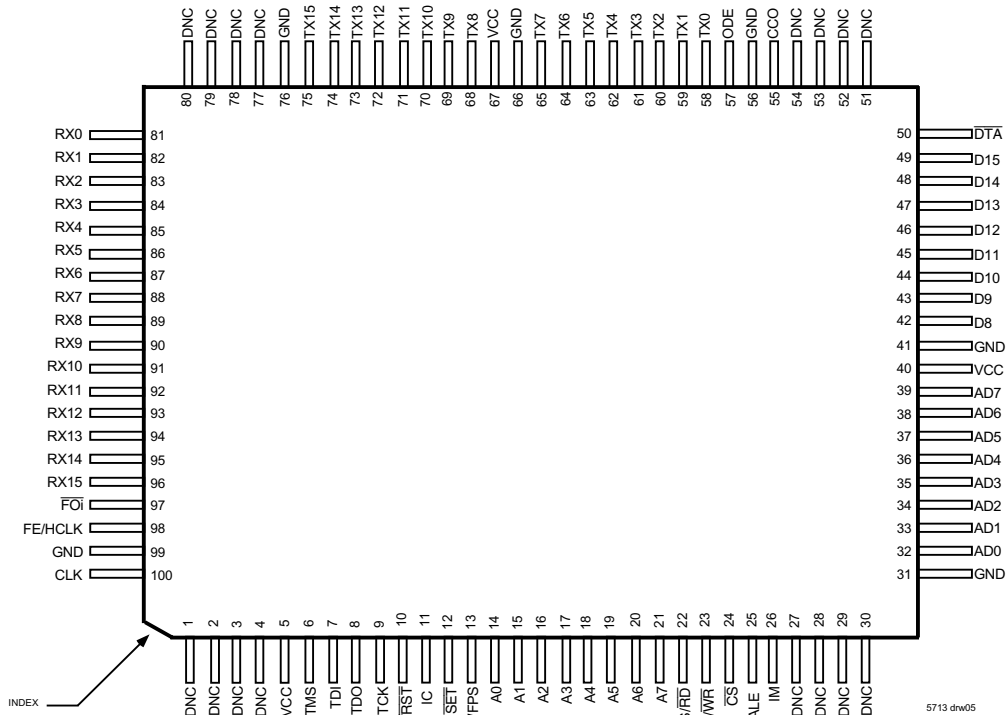 DNC DNC DNC DNC GND TX15 TX14 TX13 TX12 TX11 TX10 TX9 TX8 VCC GND TX7 TX6 TX5 TX4 TX3 TX2 TX1 TX0 ODE GND CCO DNC DNC DNC DNC
80 79 78 77 76 75 74 73 72 71 70 69 68 67 66 65 64 63 62 61 60 59 58 57 56 55 54 53 52 51
RX0 81
RX1 82
RX2 83
RX3 84
RX4 85
RX5 86
RX6 87
RX7 88
RX8 89
RX9 90
RX10 91
RX11 92
RX12 93
RX13 94
RX14 95
RX15 96
F̅O̅i̅ 97
FE/HCLK 98
GND 99
CLK 100
50 D̅T̅A̅
49 D15
48 D14
47 D13
46 D12
45 D11
44 D10
43 D9
42 D8
41 GND
40 VCC
39 AD7
38 AD6
37 AD5
36 AD4
35 AD3
34 AD2
33 AD1
32 AD0
31 GND
1 2 3 4 5 6 7 8 9 10 11 12 13 14 15 16 17 18 19 20 21 22 23 24 25 26 27 28 29 30
DNC DNC DNC DNC VCC TMS TDI TDO TCK T̅R̅S̅T̅ IC S̅E̅T̅ /FPS A0 A1 A2 A3 A4 A5 A6 A7 S/R̅D̅ /W̅R̅ C̅S̅ ALE IM DNC DNC DNC DNC
INDEX
5713 drw05